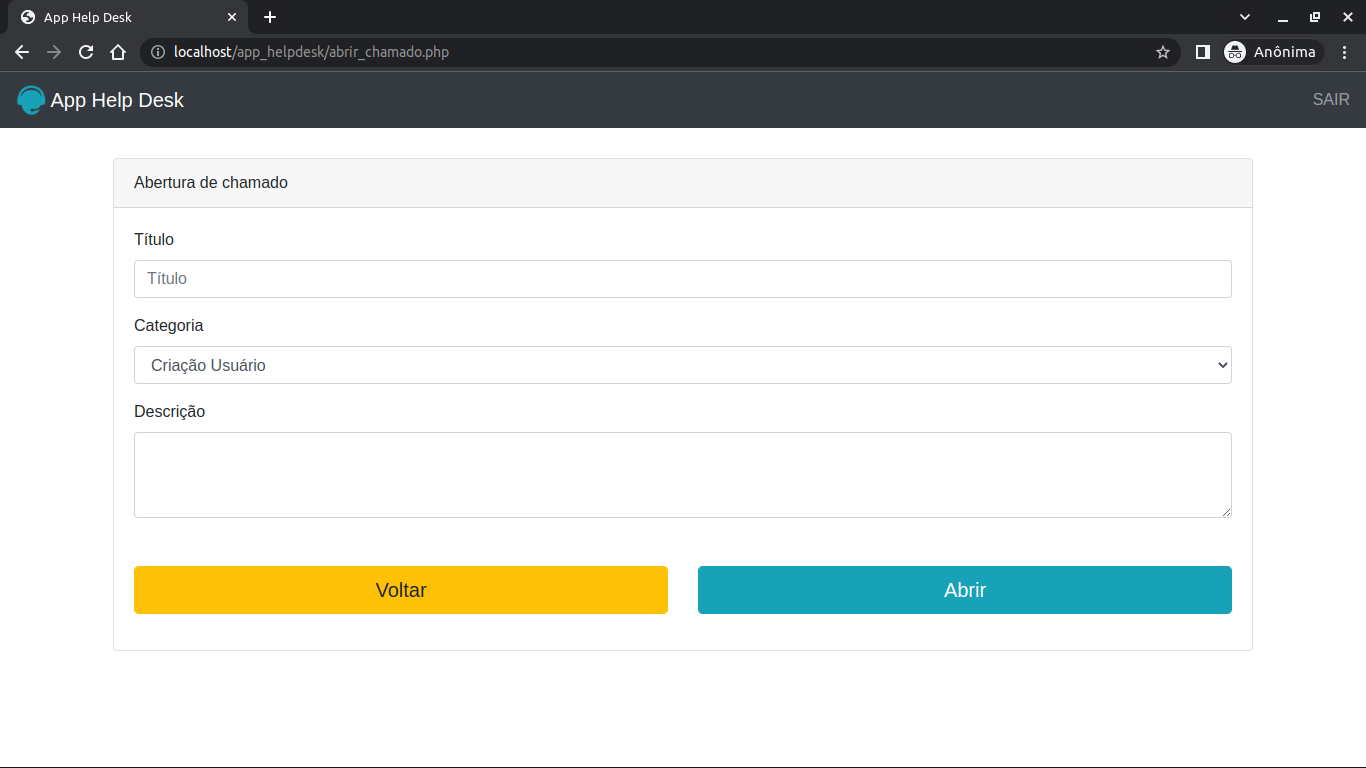 App Help Desk
localhost/app_helpdesk/abrir_chamado.php
Anônima
App Help Desk
SAIR
Abertura de chamado
Título
Título
Categoria
Criação Usuário
Descrição
Voltar
Abrir